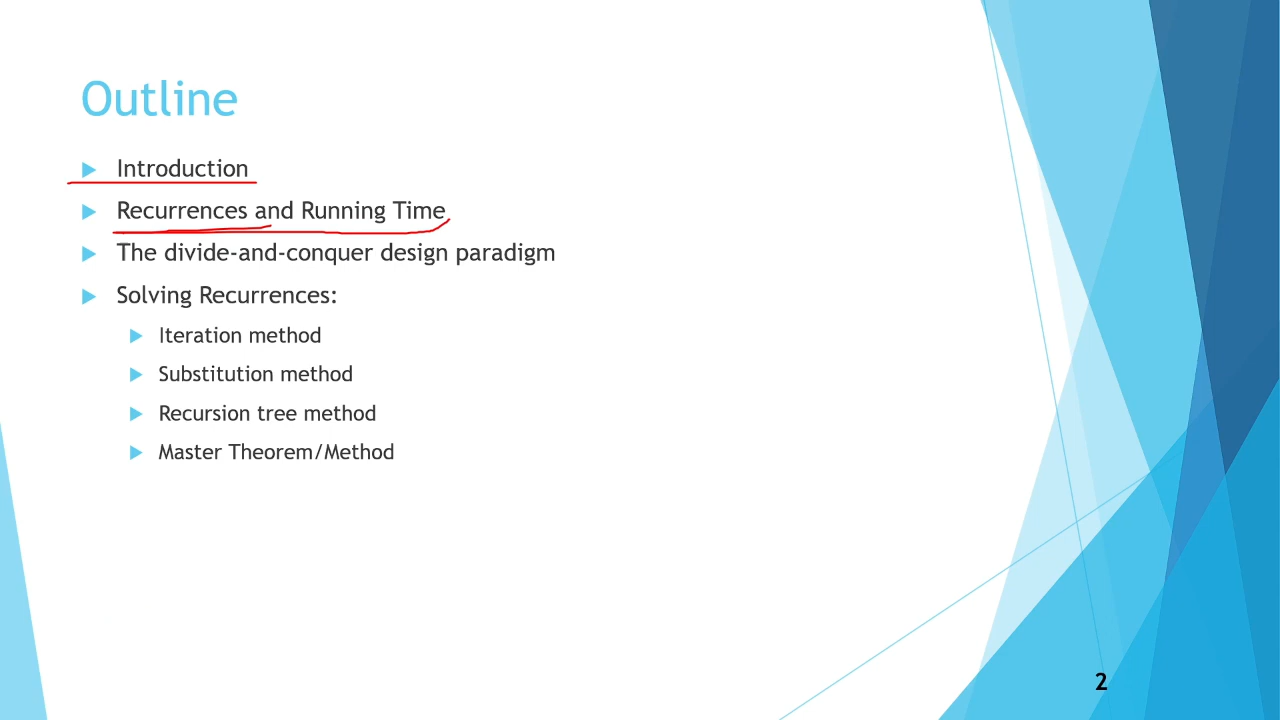 Outline
Introduction
Recurrences and Running Time
The divide-and-conquer design paradigm
Solving Recurrences:
Iteration method
Substitution method
Recursion tree method
Master Theorem/Method
2